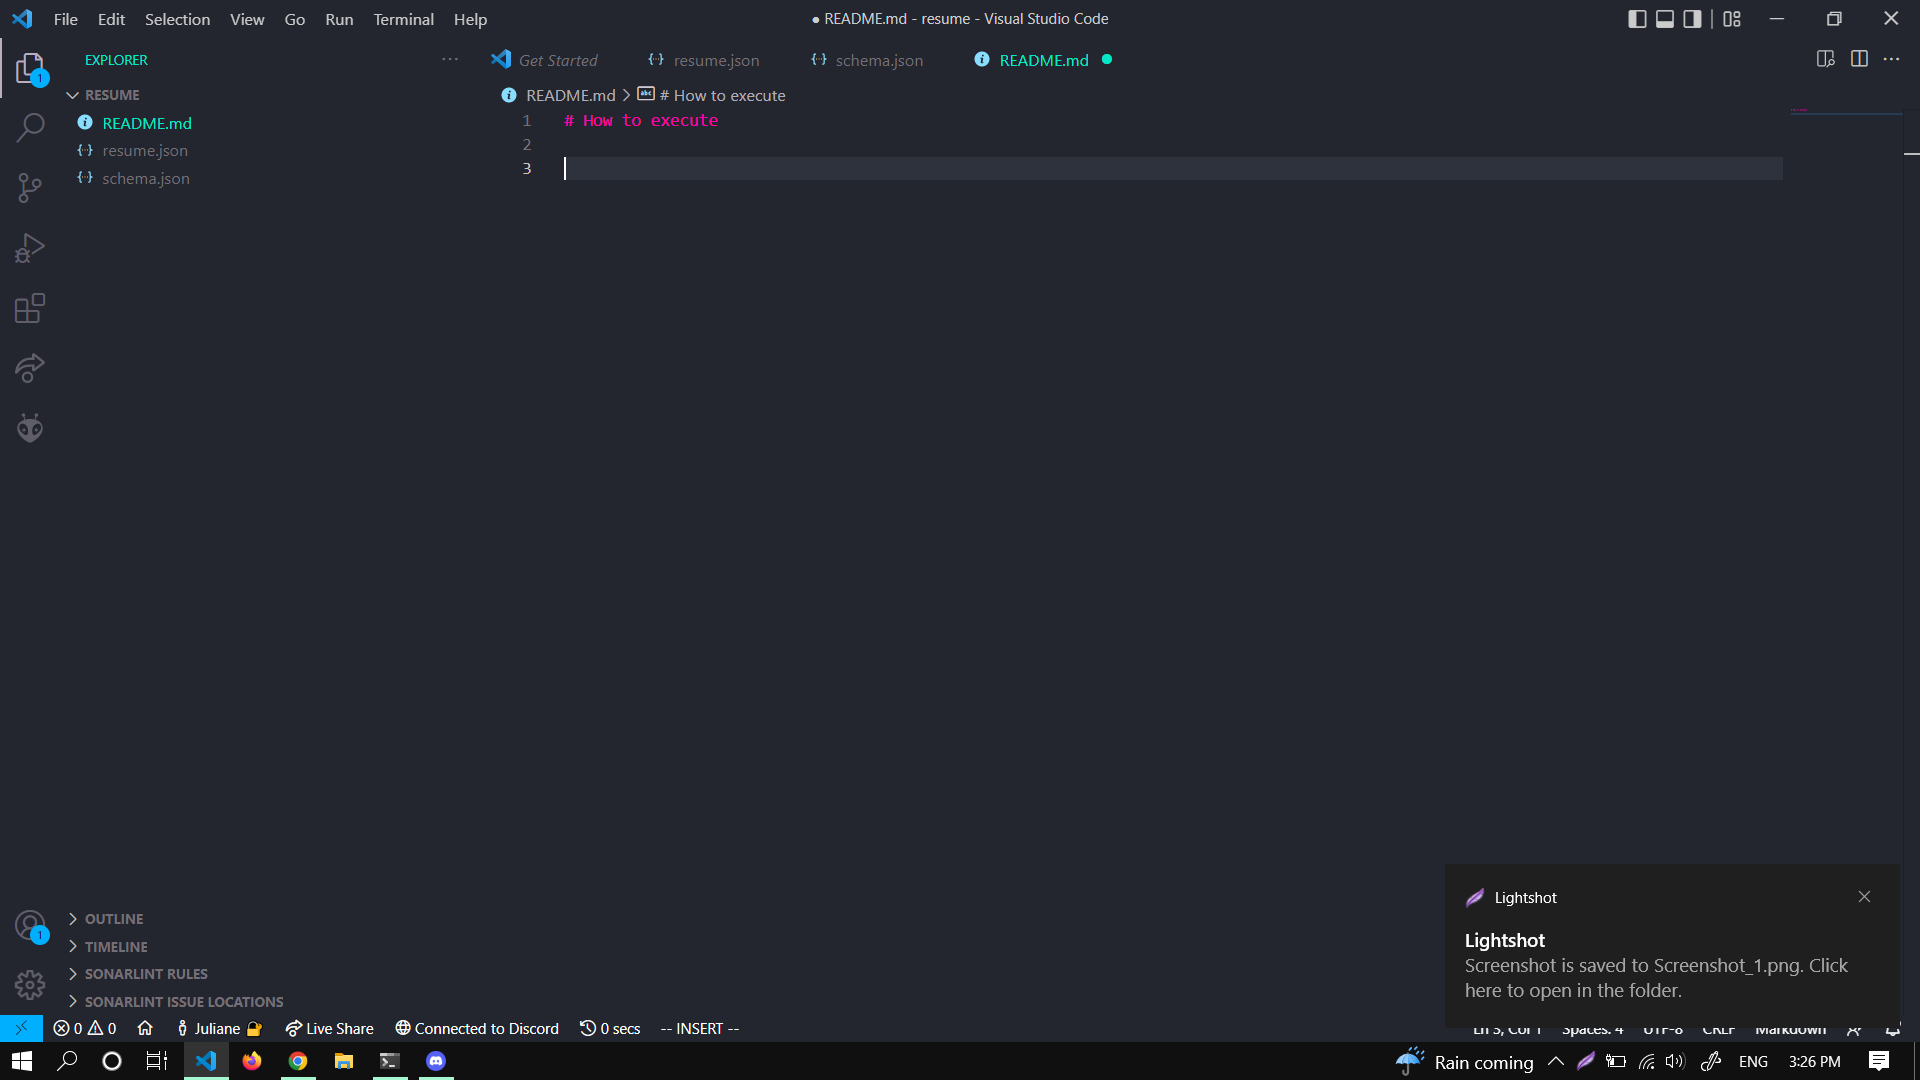 File Edit Selection View Go Run Terminal Help
● README.md - resume - Visual Studio Code
EXPLORER
1
RESUME
README.md
resume.json
schema.json
Get Started
resume.json
schema.json
README.md
README.md > # How to execute
1 # How to execute
2
3
OUTLINE
TIMELINE
SONARLINT RULES
SONARLINT ISSUE LOCATIONS
1
Lightshot
Lightshot
Screenshot is saved to Screenshot_1.png. Click
here to open in the folder.
0 0 Juliane Live Share Connected to Discord 0 secs -- INSERT -- Ln 3, Col 1 Spaces: 4 UTF-8 CRLF Markdown
Rain coming ENG 3:26 PM